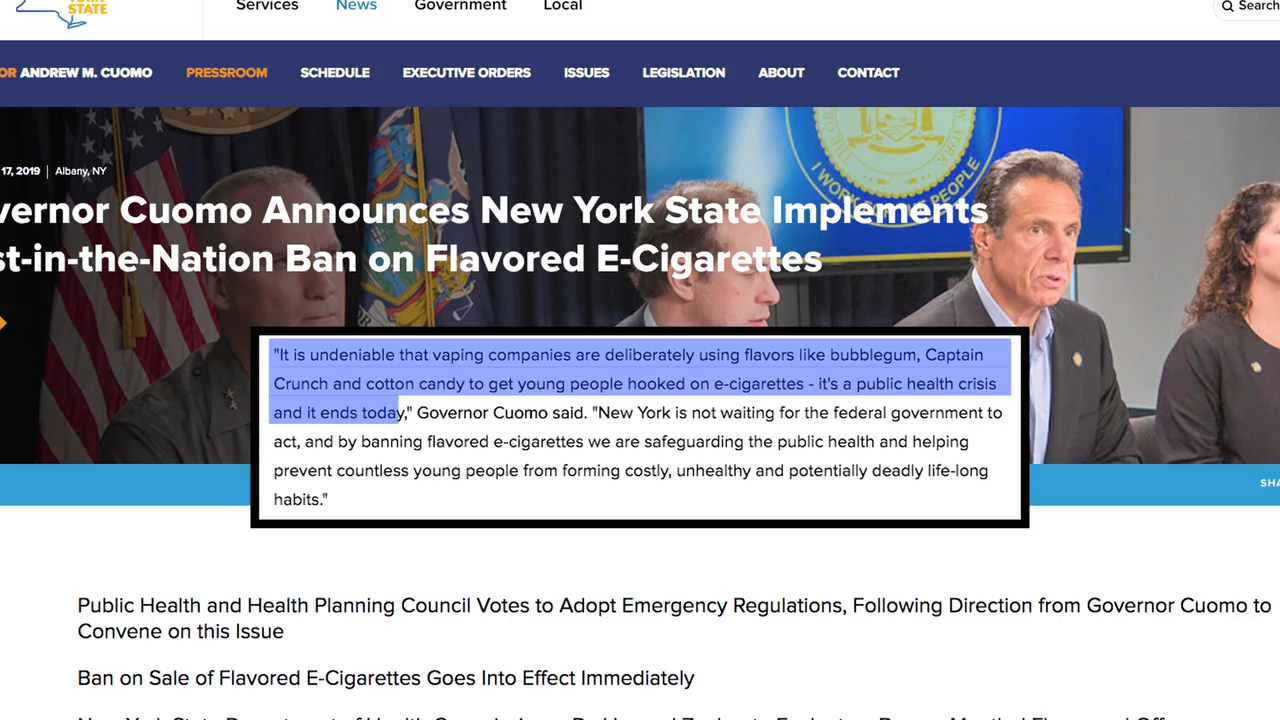 YORK
STATE
Services
News
Government
Local
Search
OR ANDREW M. CUOMO
PRESSROOM
SCHEDULE
EXECUTIVE ORDERS
ISSUES
LEGISLATION
ABOUT
CONTACT
I WORK PEOPLE
17, 2019 | Albany, NY
vernor Cuomo Announces New York State Implements
st-in-the-Nation Ban on Flavored E-Cigarettes
"It is undeniable that vaping companies are deliberately using flavors like bubblegum, Captain
Crunch and cotton candy to get young people hooked on e-cigarettes - it's a public health crisis
and it ends today," Governor Cuomo said. "New York is not waiting for the federal government to
act, and by banning flavored e-cigarettes we are safeguarding the public health and helping
prevent countless young people from forming costly, unhealthy and potentially deadly life-long
habits."
SHA
Public Health and Health Planning Council Votes to Adopt Emergency Regulations, Following Direction from Governor Cuomo to
Convene on this Issue
Ban on Sale of Flavored E-Cigarettes Goes Into Effect Immediately